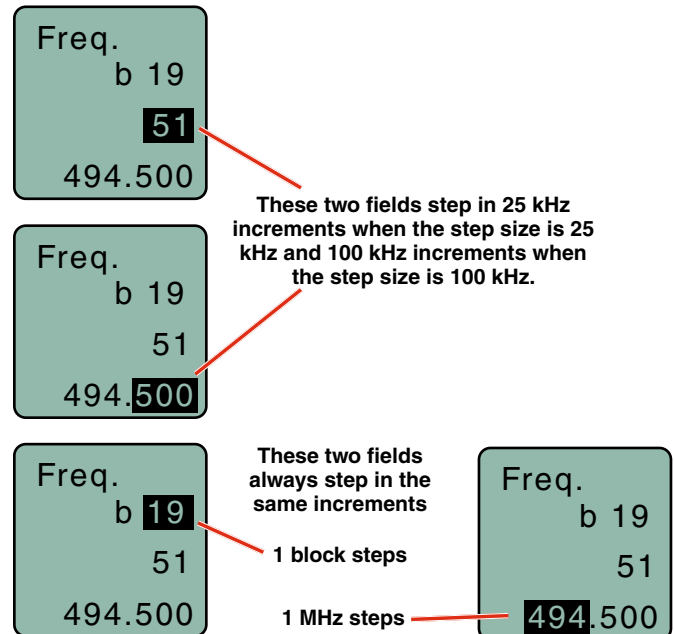 Freq.
b 19
51
494.500
These two fields step in 25 kHz
increments when the step size is 25
kHz and 100 kHz increments when
the step size is 100 kHz.
Freq.
b 19
51
494.500
Freq.
b 19
51
494.500
These two fields
always step in the
same increments
1 block steps
1 MHz steps
Freq.
b 19
51
494.500